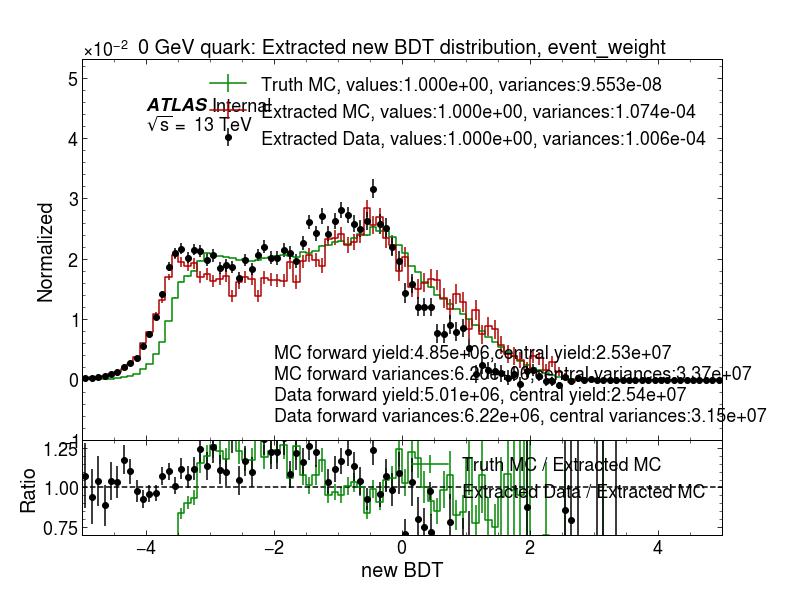 ×10⁻² 0 GeV quark: Extracted new BDT distribution, event_weight
Truth MC, values:1.000e+00, variances:9.553e-08
ATLAS Internal
Extracted MC, values:1.000e+00, variances:1.074e-04
√s = 13 TeV
Extracted Data, values:1.000e+00, variances:1.006e-04
5
4
3
2
1
0
1
Normalized
MC forward yield:4.85e+06,central yield:2.53e+07
MC forward variances:6.20e+06, central variances:3.37e+07
Data forward yield:5.01e+06, central yield:2.54e+07
Data forward variances:6.22e+06, central variances:3.15e+07
1.25
1.00
0.75
Ratio
Truth MC / Extracted MC
Extracted Data / Extracted MC
−4 −2 0 2 4
new BDT